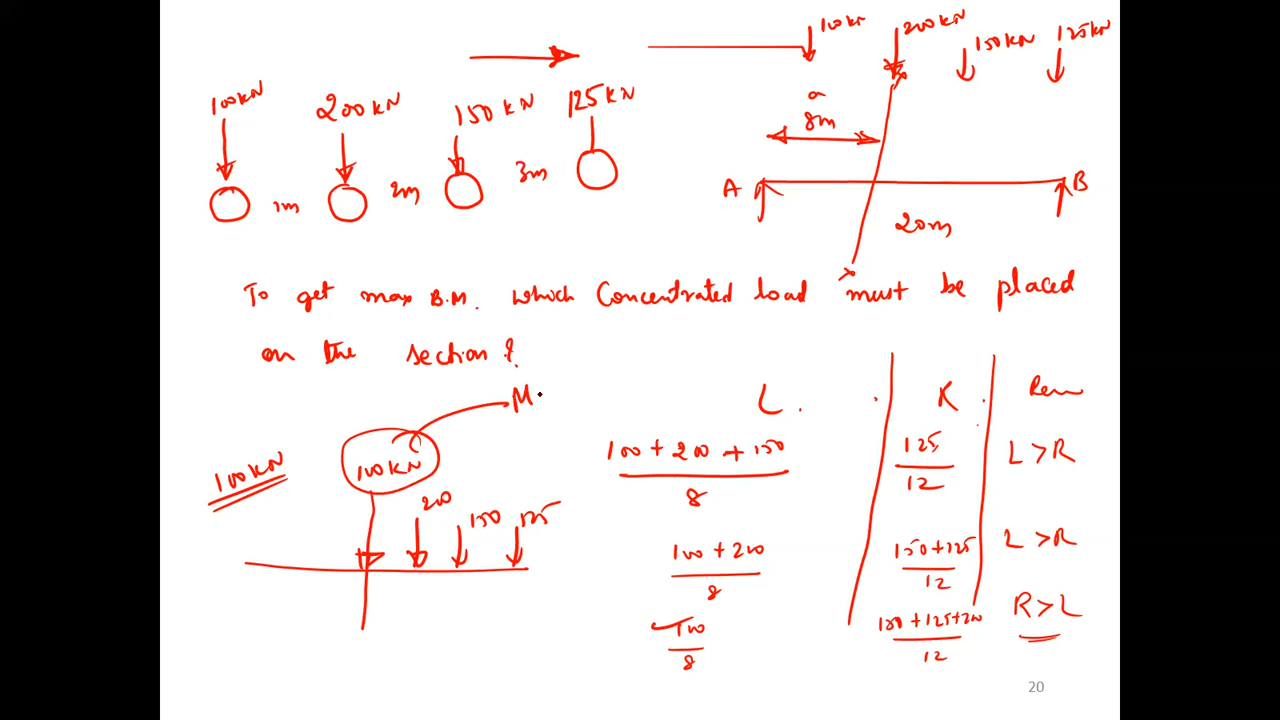 100kN 200kN 150kN 125kN
1m 2m 3m
100kN 200kN 150kN 125kN
a
8m
A B
20m
To get max B.M. which Concentrated load must be placed
on the section?
100kN
100kN M
200 150 125
L R Rem
100+200+150/8 125/12 L>R
100+200/8 150+125/12 L>R
100/8 150+125+200/12 R>L
20